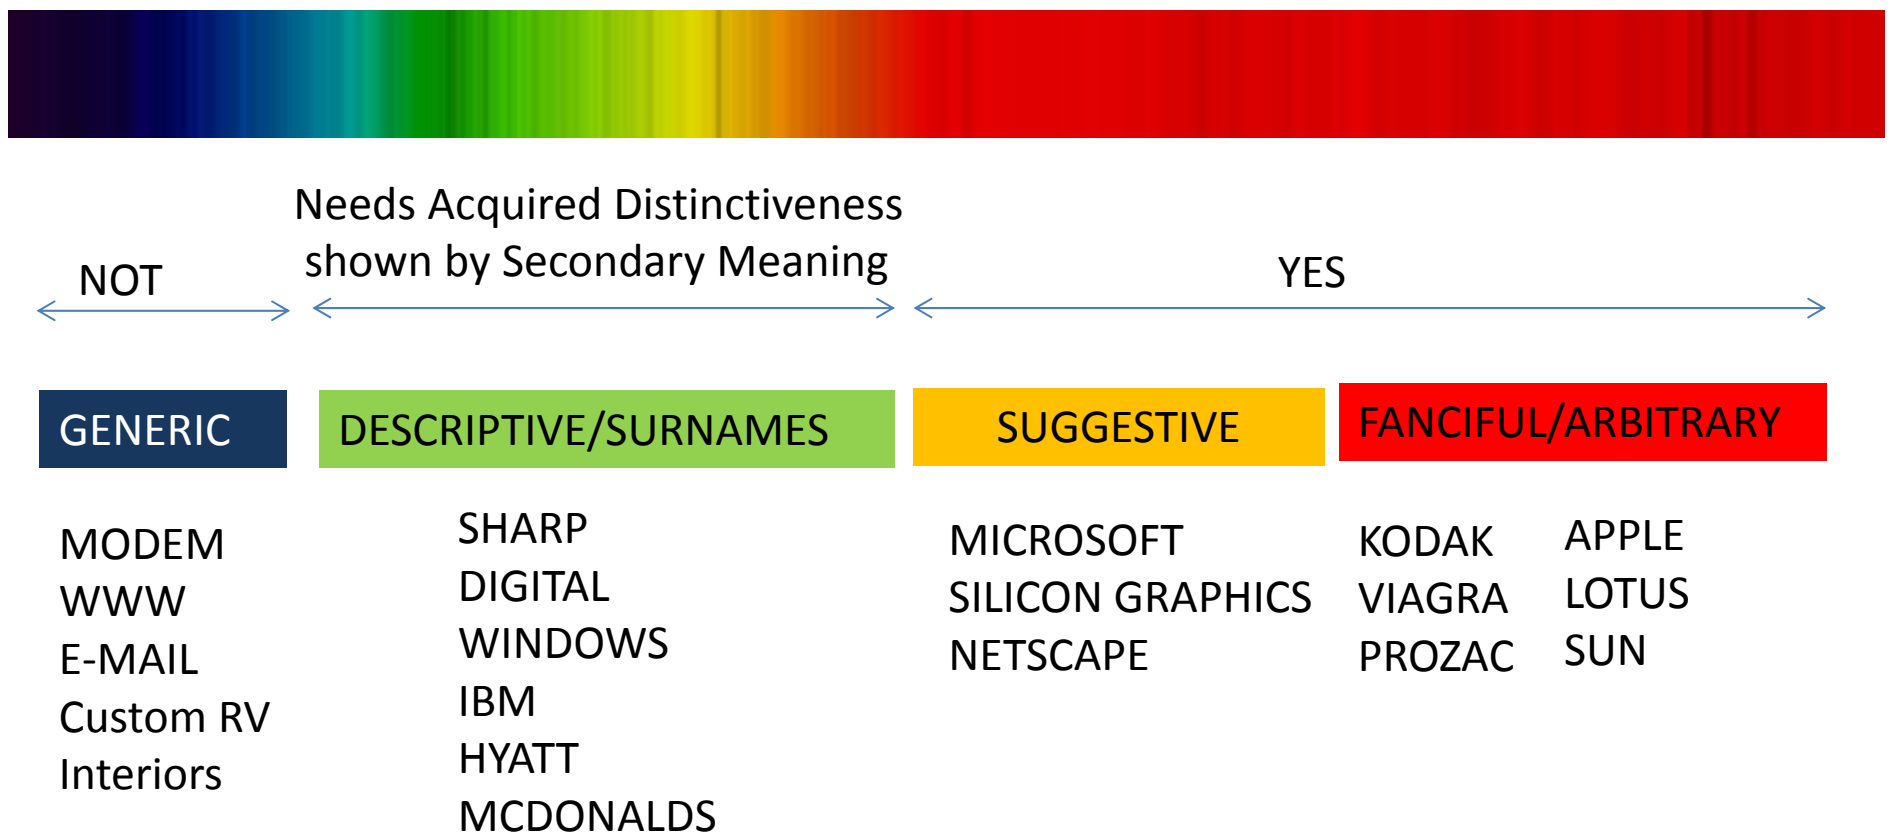 NOT
Needs Acquired Distinctiveness
shown by Secondary Meaning
YES
GENERIC
DESCRIPTIVE/SURNAMES
SUGGESTIVE
FANCIFUL/ARBITRARY
MODEM
WWW
E-MAIL
Custom RV
Interiors
SHARP
DIGITAL
WINDOWS
IBM
HYATT
MCDONALDS
MICROSOFT
SILICON GRAPHICS
NETSCAPE
KODAK
VIAGRA
PROZAC
APPLE
LOTUS
SUN